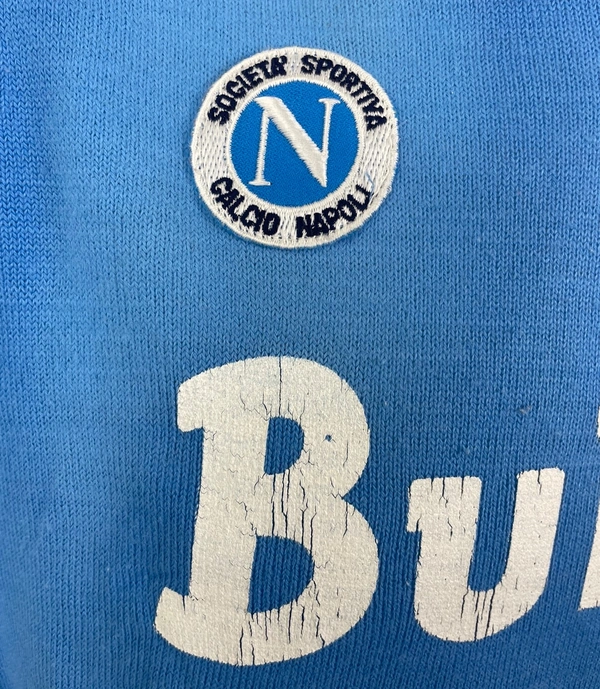 SOCIETA' SPORTIVA
N
CALCIO NAPOLI
Bu